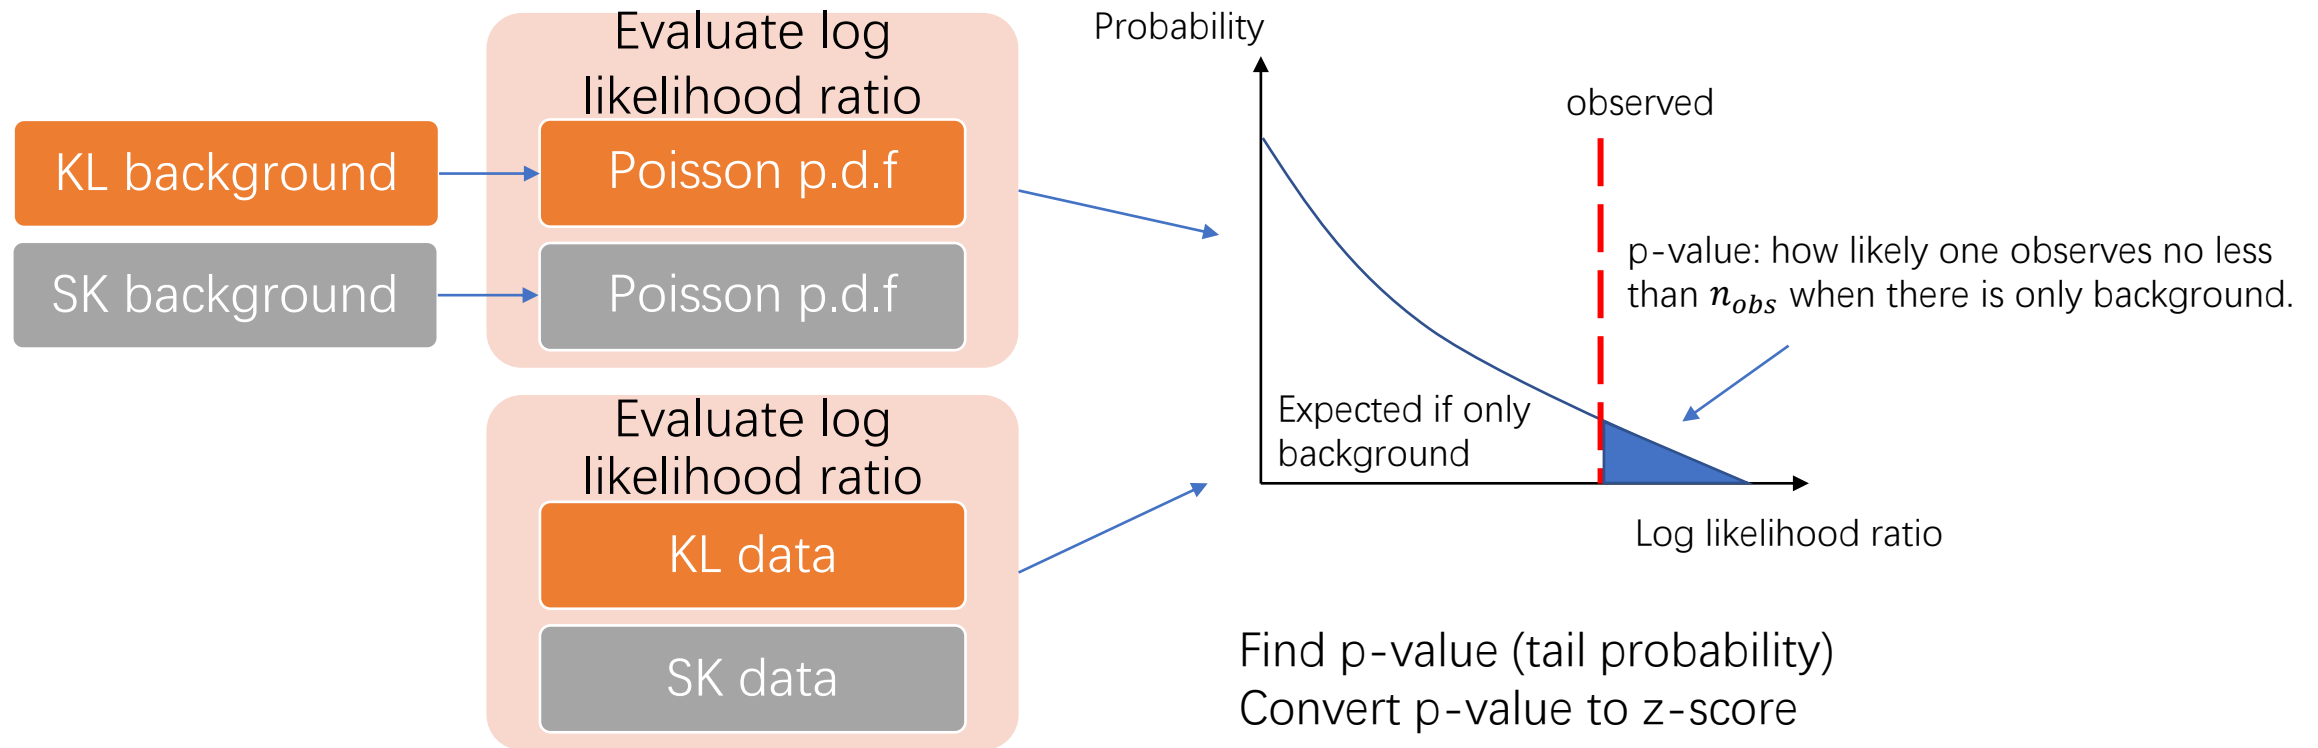 Evaluate log
likelihood ratio
KL background
Poisson p.d.f
SK background
Poisson p.d.f
Evaluate log
likelihood ratio
KL data
SK data
Probability
observed
p-value: how likely one observes no less
than n_obs when there is only background.
Expected if only
background
Log likelihood ratio
Find p-value (tail probability)
Convert p-value to z-score